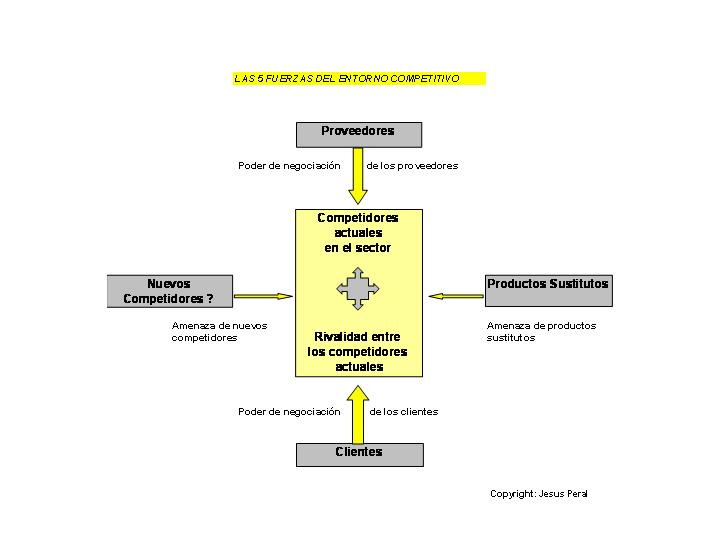 LAS 5 FUERZAS DEL ENTORNO COMPETITIVO
Proveedores
Poder de negociación de los proveedores
Competidores
actuales
en el sector
Nuevos
Competidores ?
Productos Sustitutos
Amenaza de nuevos
competidores
Amenaza de productos
sustitutos
Rivalidad entre
los competidores
actuales
Poder de negociación de los clientes
Clientes
Copyright: Jesus Peral